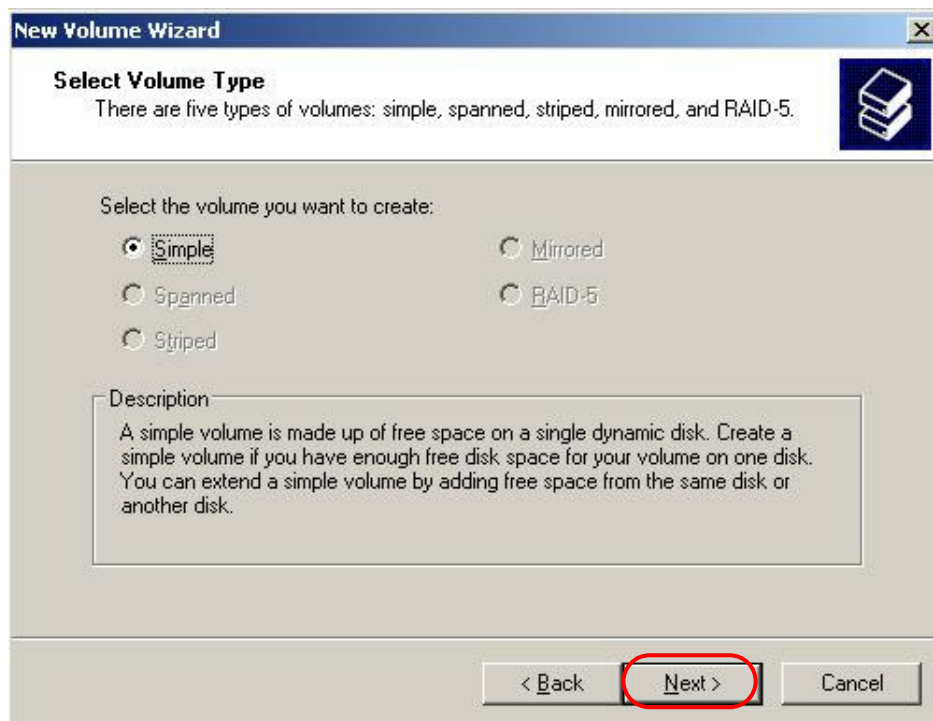 New Volume Wizard
Select Volume Type
There are five types of volumes: simple, spanned, striped, mirrored, and RAID-5.
Select the volume you want to create:
Simple
Mirrored
Spanned
RAID-5
Striped
Description
A simple volume is made up of free space on a single dynamic disk. Create a
simple volume if you have enough free disk space for your volume on one disk.
You can extend a simple volume by adding free space from the same disk or
another disk.
< Back
Next >
Cancel